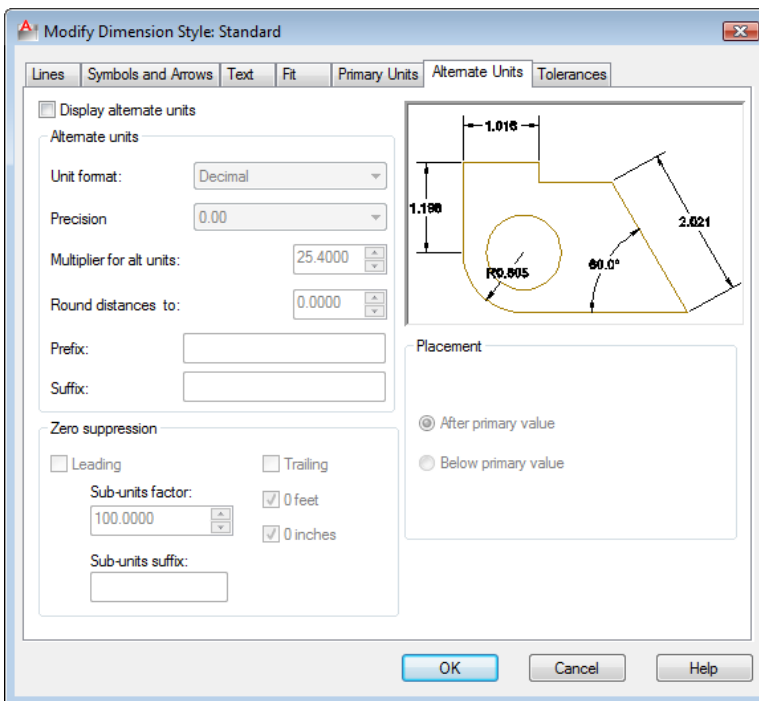 Modify Dimension Style: Standard
Lines Symbols and Arrows Text Fit Primary Units Alternate Units Tolerances
Display alternate units
Alternate units
Unit format: Decimal
Precision 0.00
Multiplier for alt units: 25.4000
Round distances to: 0.0000
Prefix:
Suffix:
Zero suppression
Leading
Trailing
Sub-units factor:
100.0000
0 feet
0 inches
Sub-units suffix:
1.016
1.196
2.021
R0.805
60.0°
Placement
After primary value
Below primary value
OK Cancel Help